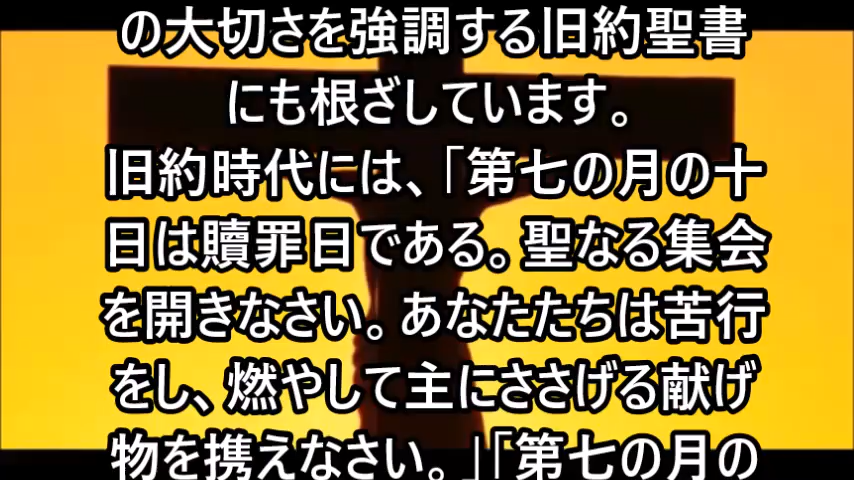 の大切さを強調する旧約聖書
にも根ざしています。
旧約時代には、「第七の月の十
日は贖罪日である。聖なる集会
を開きなさい。あなたたちは苦行
をし、燃やして主にささげる献げ
物を携えなさい。」「第七の月の